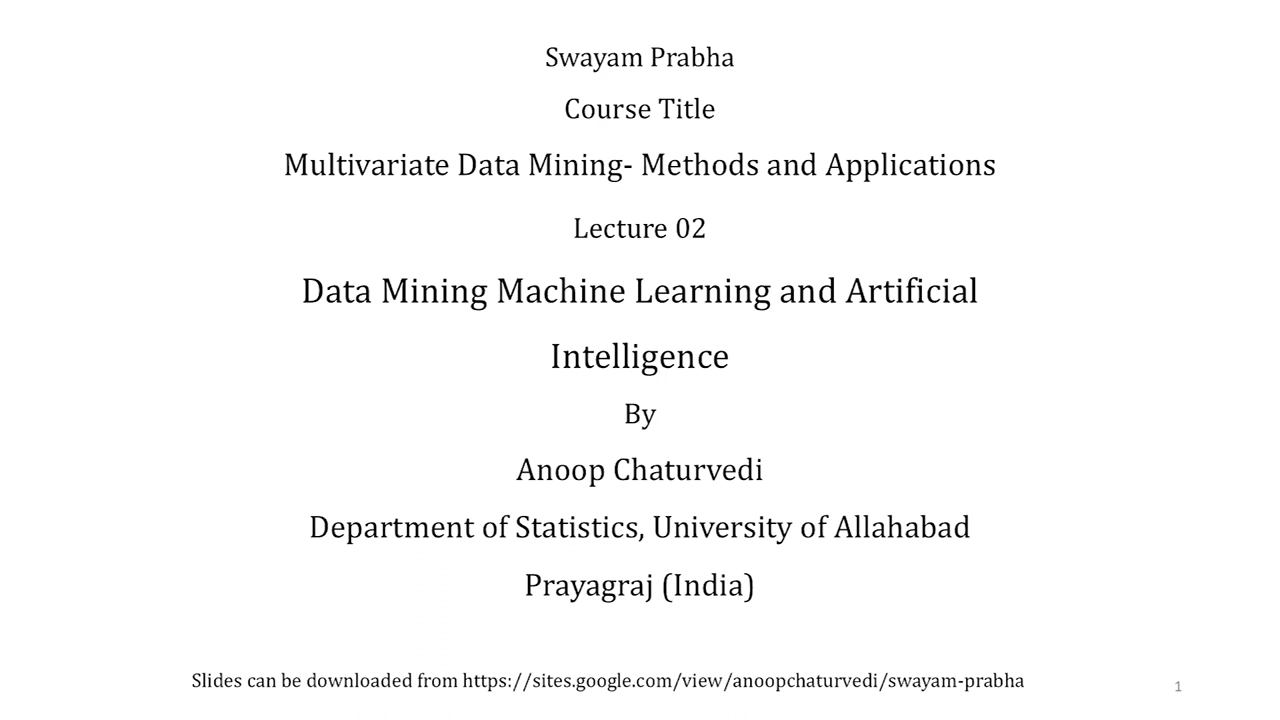 Swayam Prabha
Course Title
Multivariate Data Mining- Methods and Applications
Lecture 02
Data Mining Machine Learning and Artificial
Intelligence
By
Anoop Chaturvedi
Department of Statistics, University of Allahabad
Prayagraj (India)
Slides can be downloaded from https://sites.google.com/view/anoopchaturvedi/swayam-prabha
1